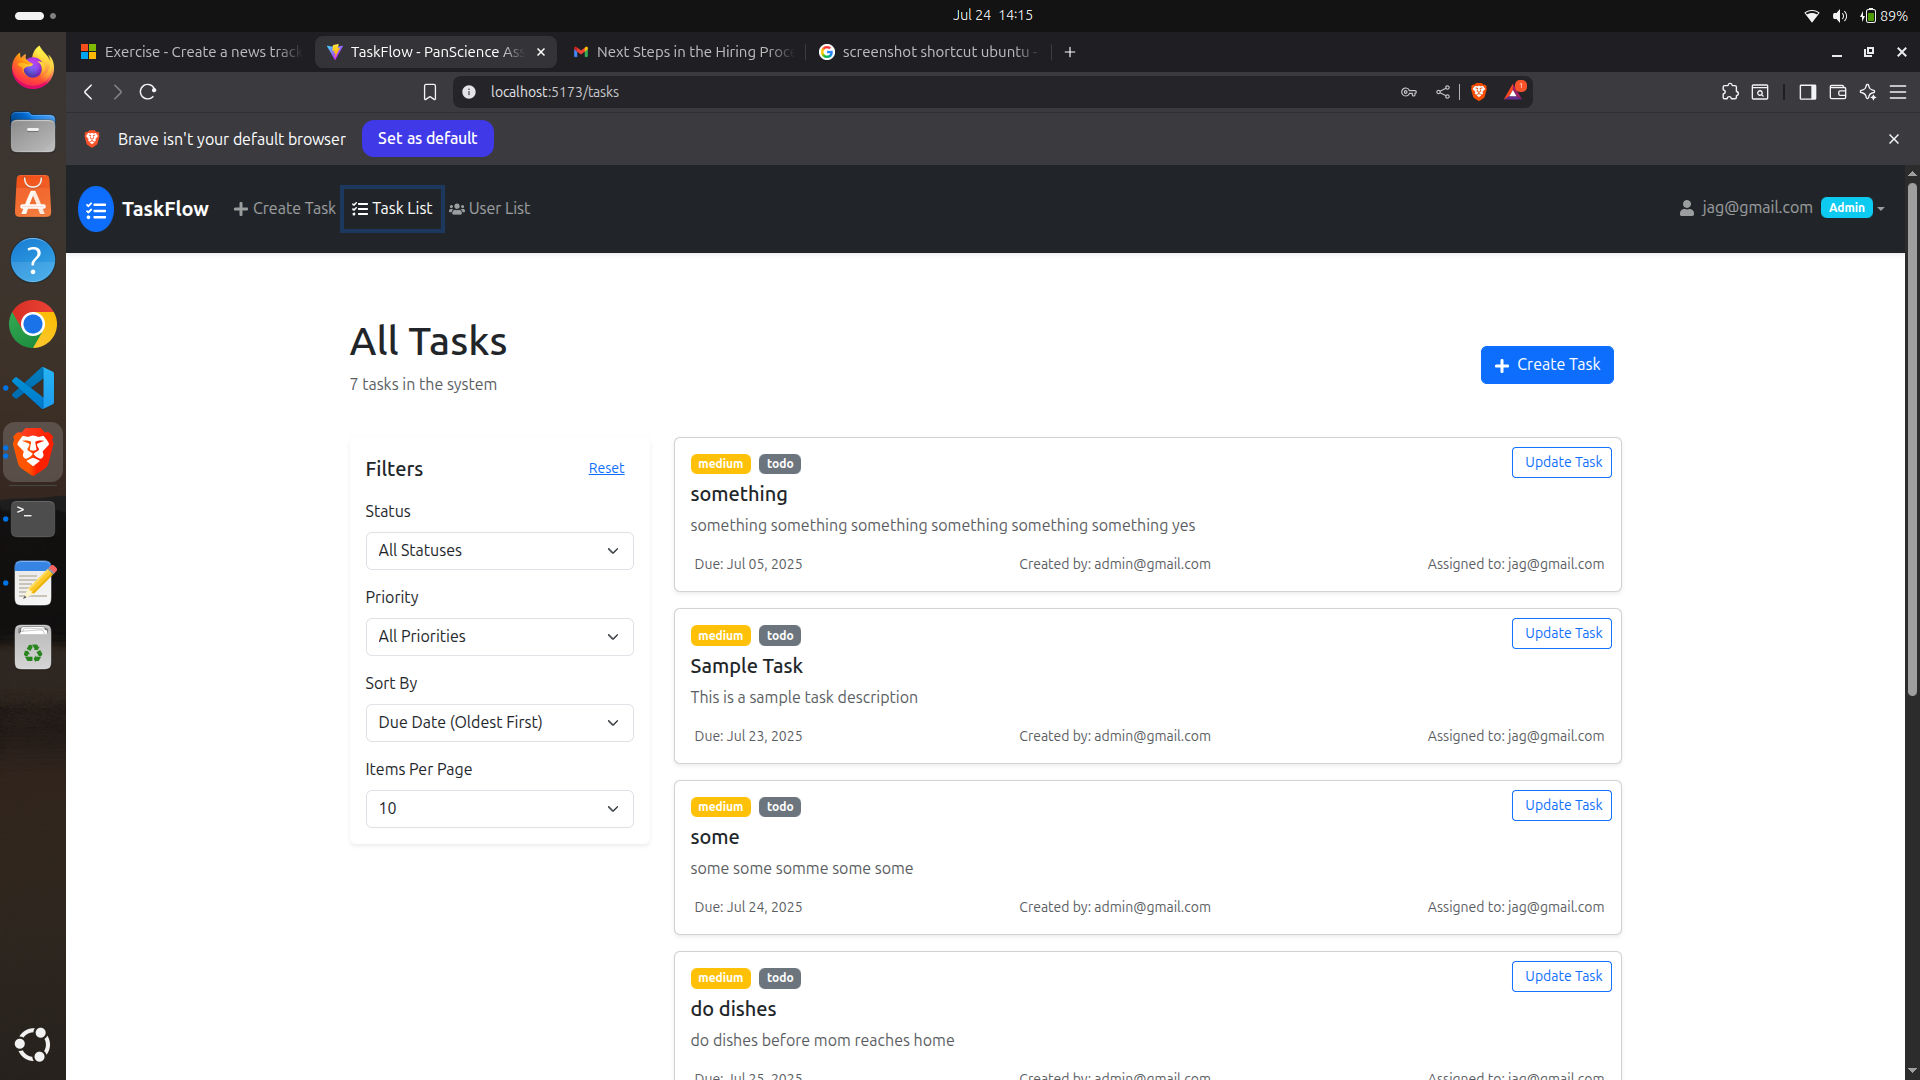 Jul 24 14:15
89%
Exercise - Create a news track
TaskFlow - PanScience Ass
Next Steps in the Hiring Proc
screenshot shortcut ubuntu -
localhost:5173/tasks
1
Brave isn't your default browser
Set as default
TaskFlow
Create Task
Task List
User List
jag@gmail.com
Admin
All Tasks
7 tasks in the system
Create Task
Filters
Reset
Status
All Statuses
Priority
All Priorities
Sort By
Due Date (Oldest First)
Items Per Page
10
medium todo
Update Task
something
something something something something something something yes
Due: Jul 05, 2025 Created by: admin@gmail.com Assigned to: jag@gmail.com
medium todo
Update Task
Sample Task
This is a sample task description
Due: Jul 23, 2025 Created by: admin@gmail.com Assigned to: jag@gmail.com
medium todo
Update Task
some
some some somme some some
Due: Jul 24, 2025 Created by: admin@gmail.com Assigned to: jag@gmail.com
medium todo
Update Task
do dishes
do dishes before mom reaches home
Due: Jul 25, 2025 Created by: admin@gmail.com Assigned to: jag@gmail.com